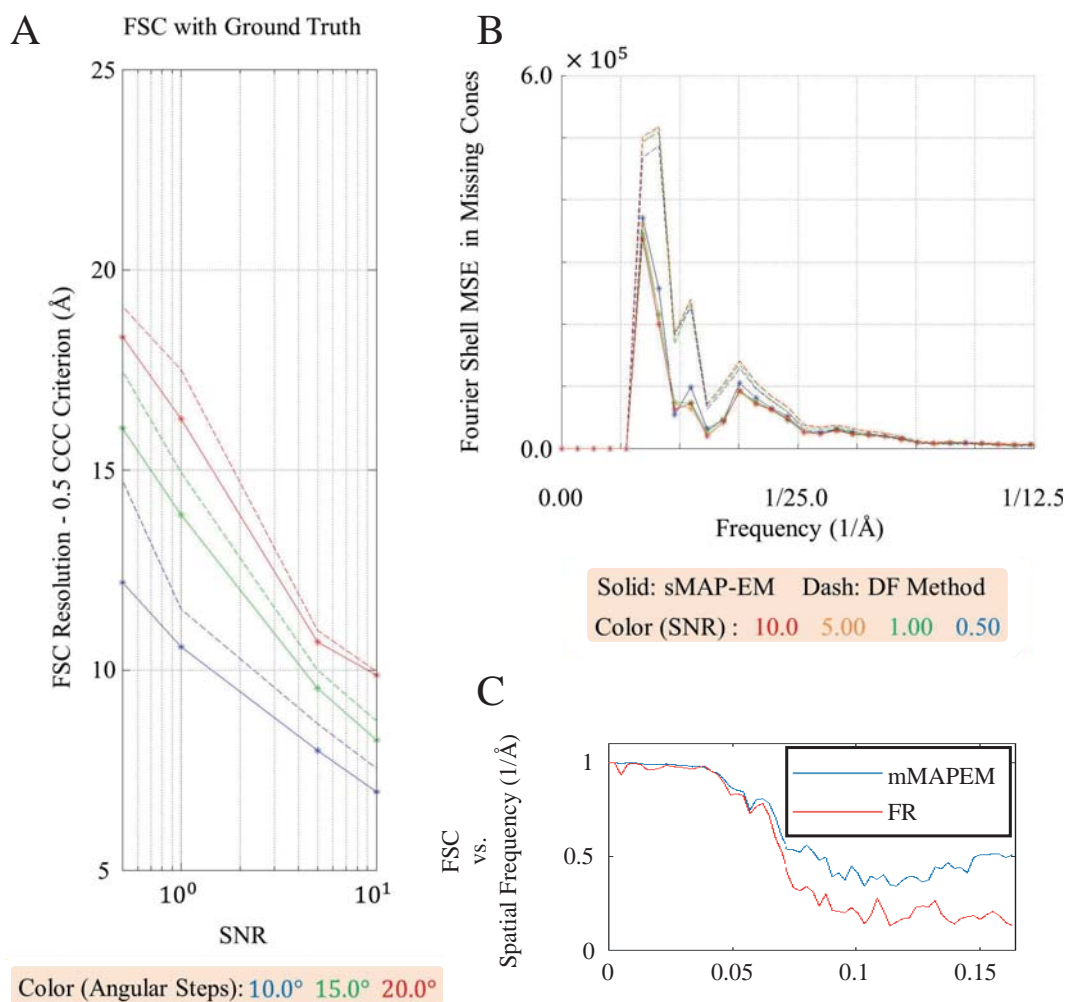 A
FSC with Ground Truth
FSC Resolution - 0.5 CCC Criterion (Å)
25
20
15
10
5
10⁰
10¹
SNR
Color (Angular Steps): 10.0° 15.0° 20.0°
B
6.0 × 10⁵
Fourier Shell MSE in Missing Cones
0.0
0.00
1/25.0
1/12.5
Frequency (1/Å)
Solid: sMAP-EM Dash: DF Method
Color (SNR) : 10.0 5.00 1.00 0.50
C
FSC
vs.
Spatial Frequency (1/Å)
1
0.5
0
mMAPEM
FR
0
0.05
0.1
0.15